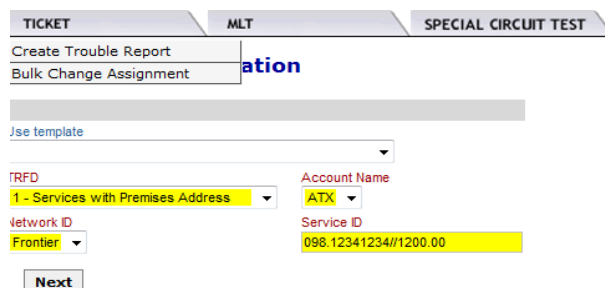 TICKET MLT SPECIAL CIRCUIT TEST
Create Trouble Report
Bulk Change Assignment ation
Use template
TRFD Account Name
1 - Services with Premises Address ATX
Network ID Service ID
Frontier 098.12341234//1200.00
Next